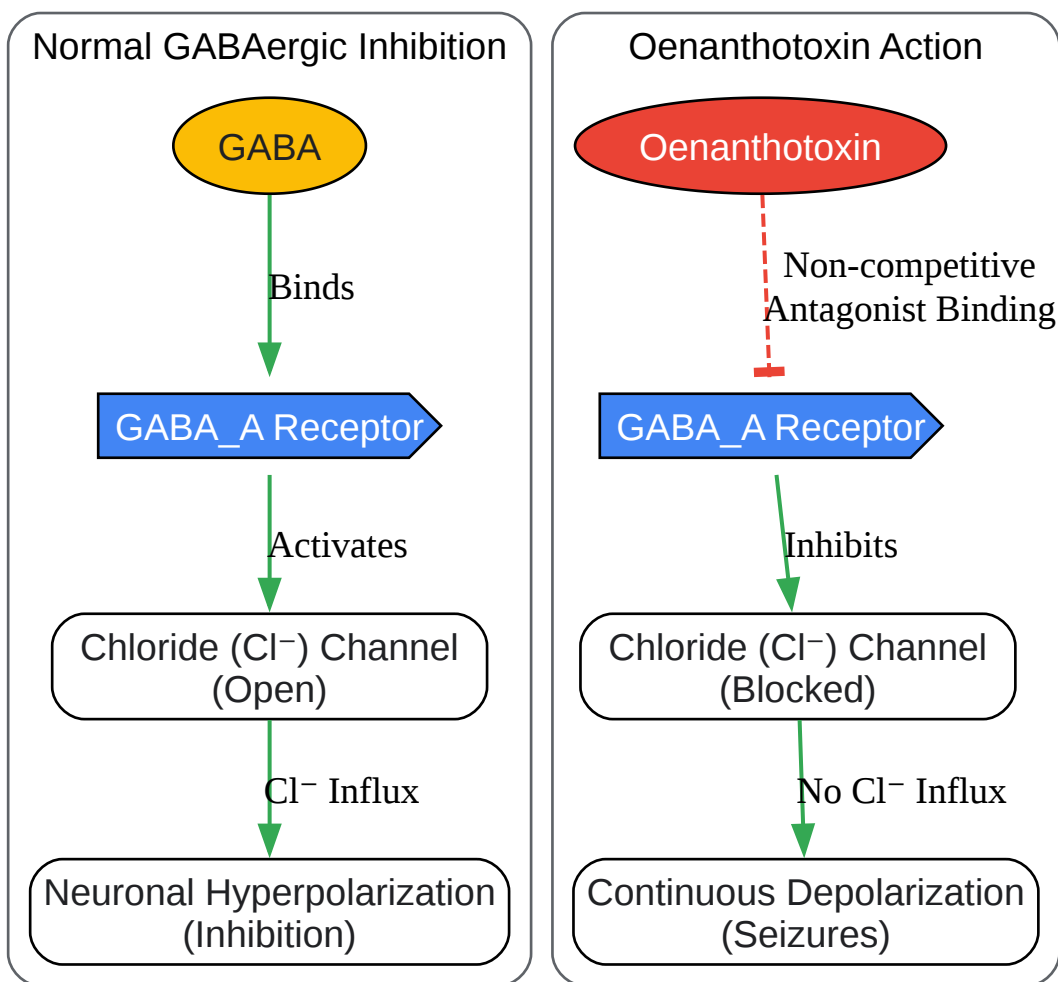 Normal GABAergic Inhibition
GABA
Binds
GABA_A Receptor
Activates
Chloride (Cl⁻) Channel
(Open)
Cl⁻ Influx
Neuronal Hyperpolarization
(Inhibition)
Oenanthotoxin Action
Oenanthotoxin
Non-competitive
Antagonist Binding
GABA_A Receptor
Inhibits
Chloride (Cl⁻) Channel
(Blocked)
No Cl⁻ Influx
Continuous Depolarization
(Seizures)